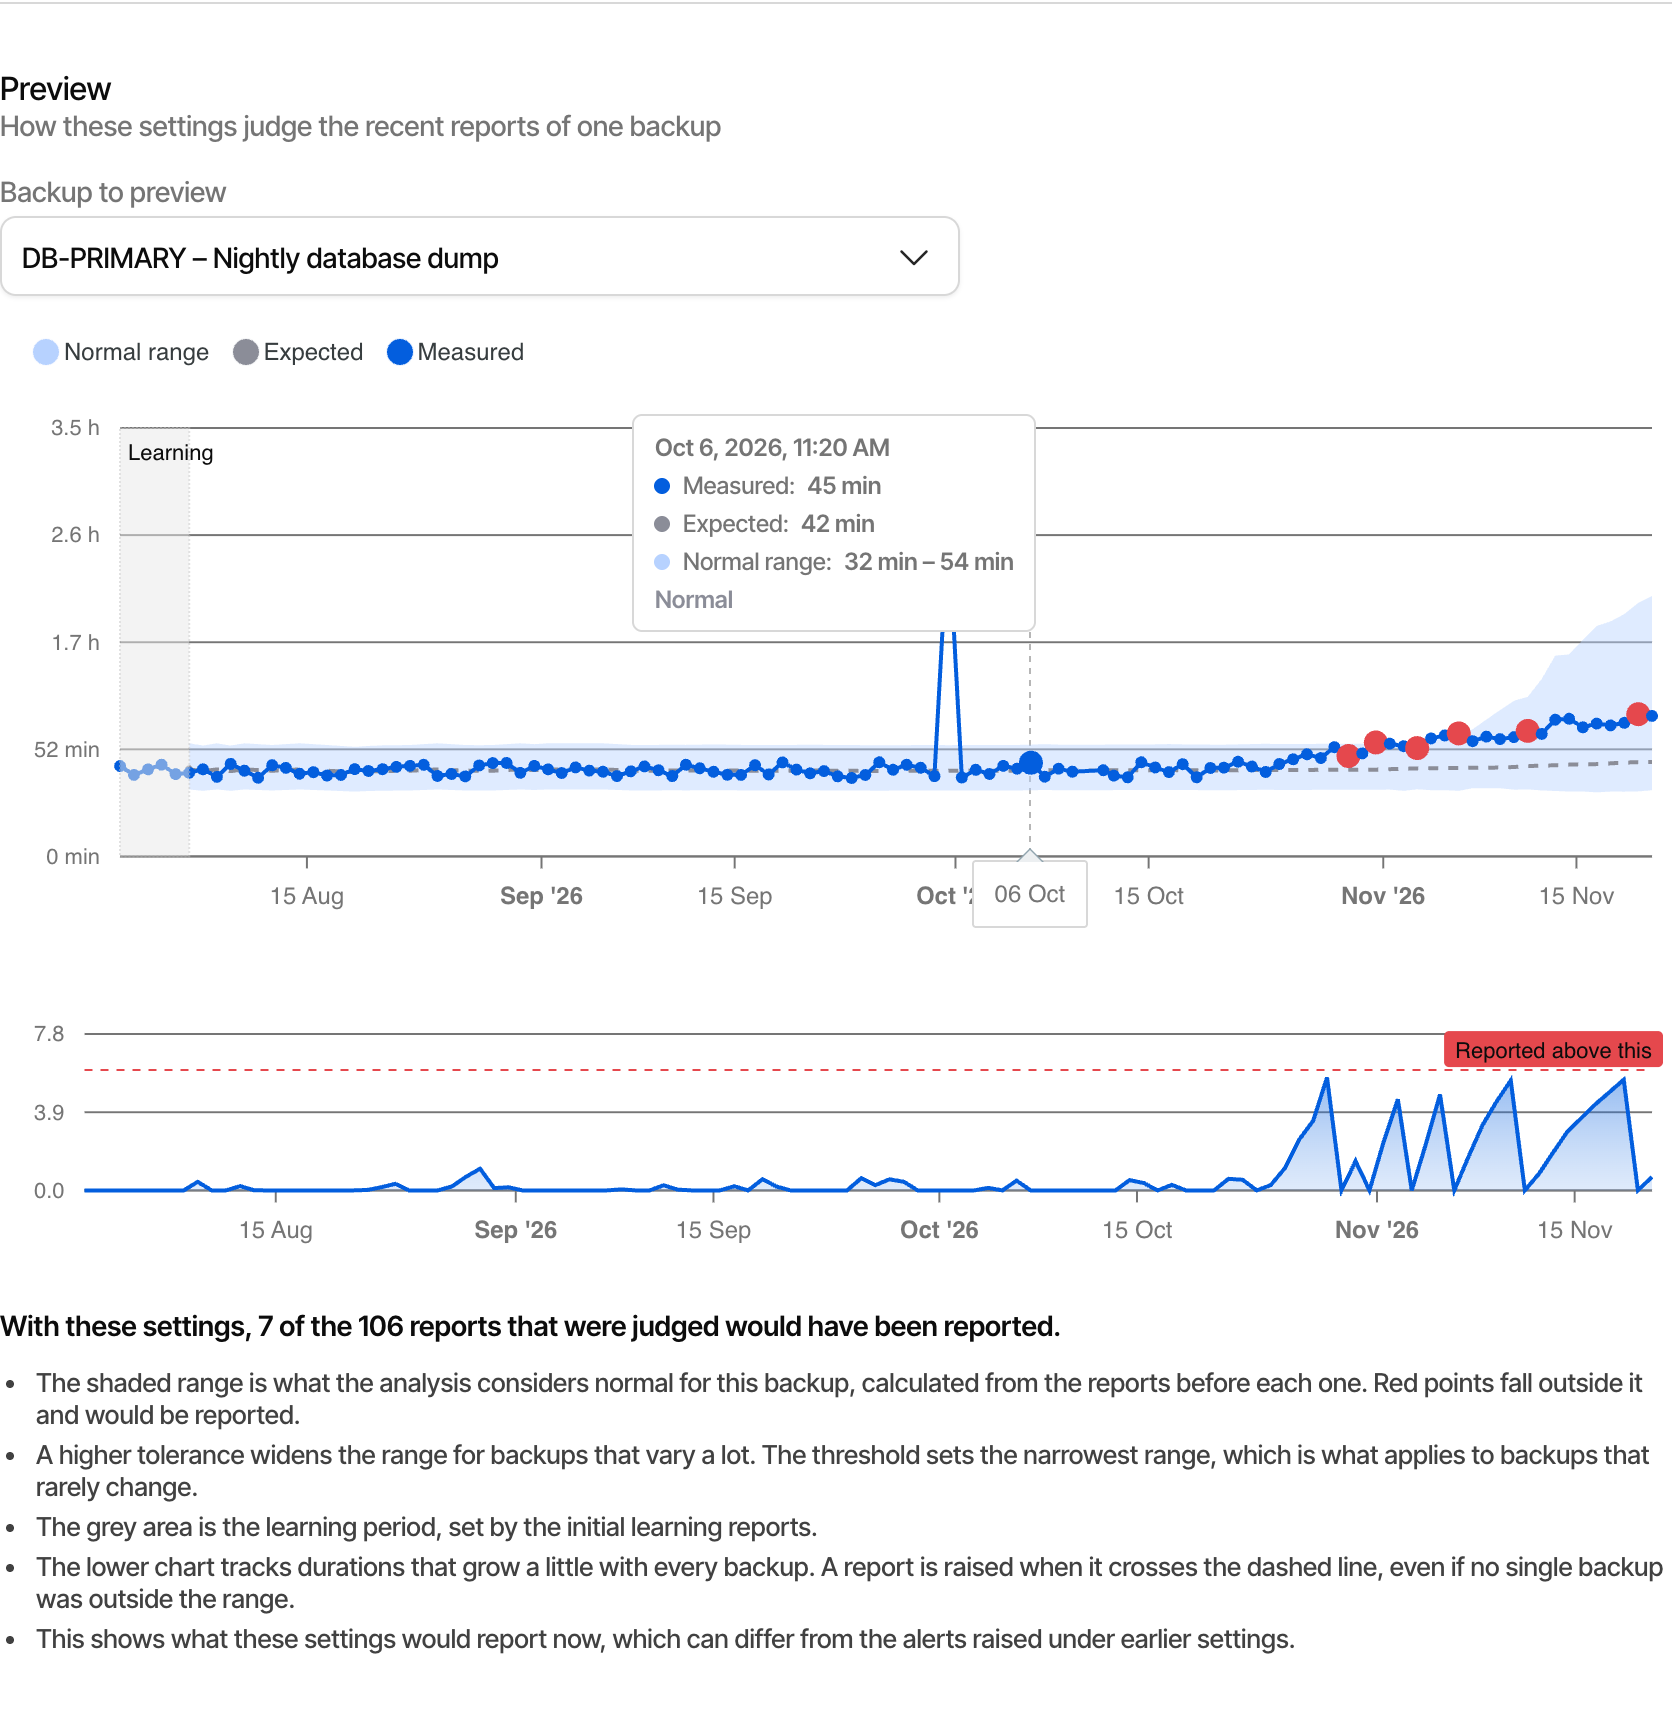 Preview
How these settings judge the recent reports of one backup
Backup to preview
DB-PRIMARY – Nightly database dump
Normal range
Expected
Measured
3.5 h
2.6 h
1.7 h
52 min
0 min
Learning
Oct 6, 2026, 11:20 AM
Measured: 45 min
Expected: 42 min
Normal range: 32 min – 54 min
Normal
15 Aug
Sep '26
15 Sep
Oct '2
06 Oct
15 Oct
Nov '26
15 Nov
7.8
3.9
0.0
Reported above this
15 Aug
Sep '26
15 Sep
Oct '26
15 Oct
Nov '26
15 Nov
With these settings, 7 of the 106 reports that were judged would have been reported.
• The shaded range is what the analysis considers normal for this backup, calculated from the reports before each one. Red points fall outside it
and would be reported.
• A higher tolerance widens the range for backups that vary a lot. The threshold sets the narrowest range, which is what applies to backups that
rarely change.
• The grey area is the learning period, set by the initial learning reports.
• The lower chart tracks durations that grow a little with every backup. A report is raised when it crosses the dashed line, even if no single backup
was outside the range.
• This shows what these settings would report now, which can differ from the alerts raised under earlier settings.